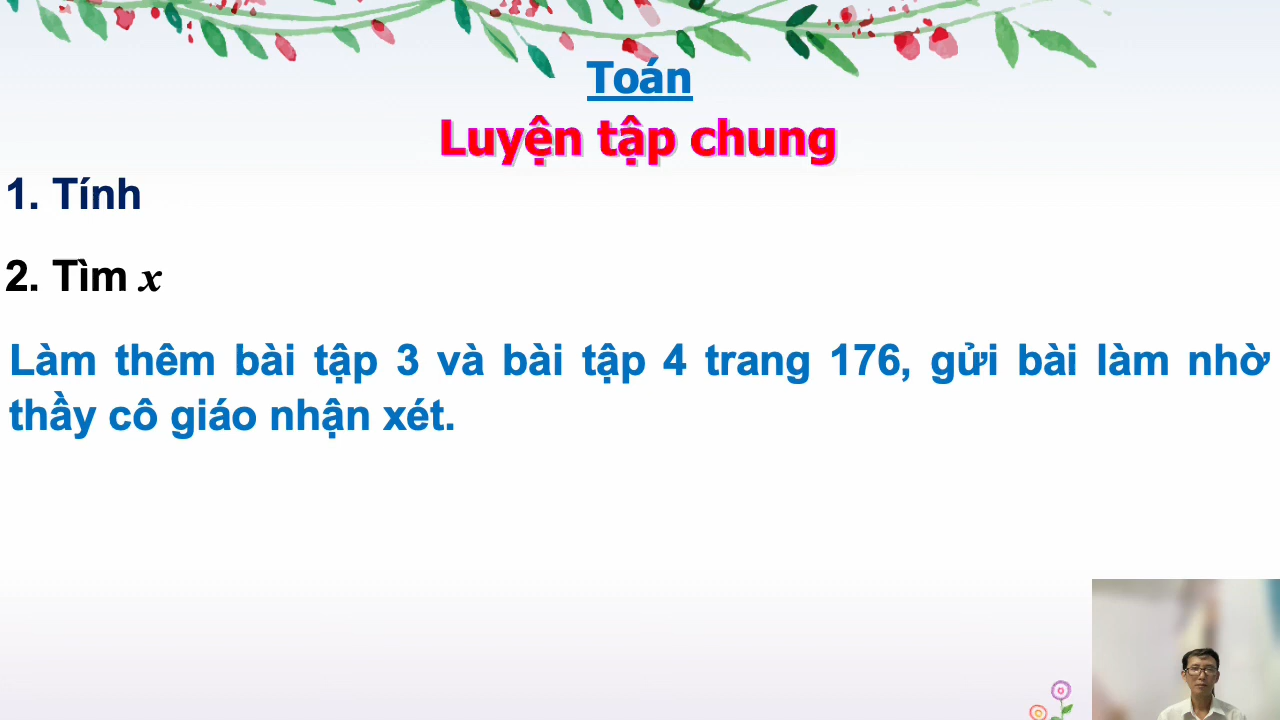 Toán
Luyện tập chung
1. Tính
2. Tìm x
Làm thêm bài tập 3 và bài tập 4 trang 176, gửi bài làm nhờ
thầy cô giáo nhận xét.